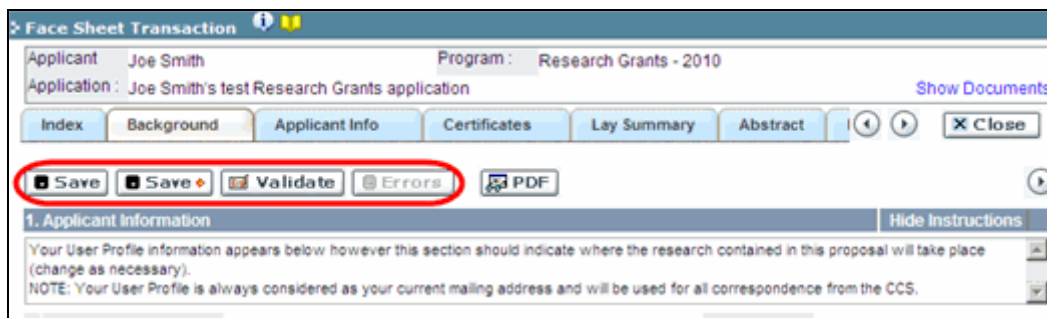 Face Sheet Transaction
Applicant Joe Smith Program : Research Grants - 2010
Application : Joe Smith's test Research Grants application
Show Documents
Index Background Applicant Info Certificates Lay Summary Abstract Close
Save Save Validate Errors PDF
1. Applicant Information Hide Instructions
Your User Profile information appears below however this section should indicate where the research contained in this proposal will take place
(change as necessary).
NOTE: Your User Profile is always considered as your current mailing address and will be used for all correspondence from the CCS.